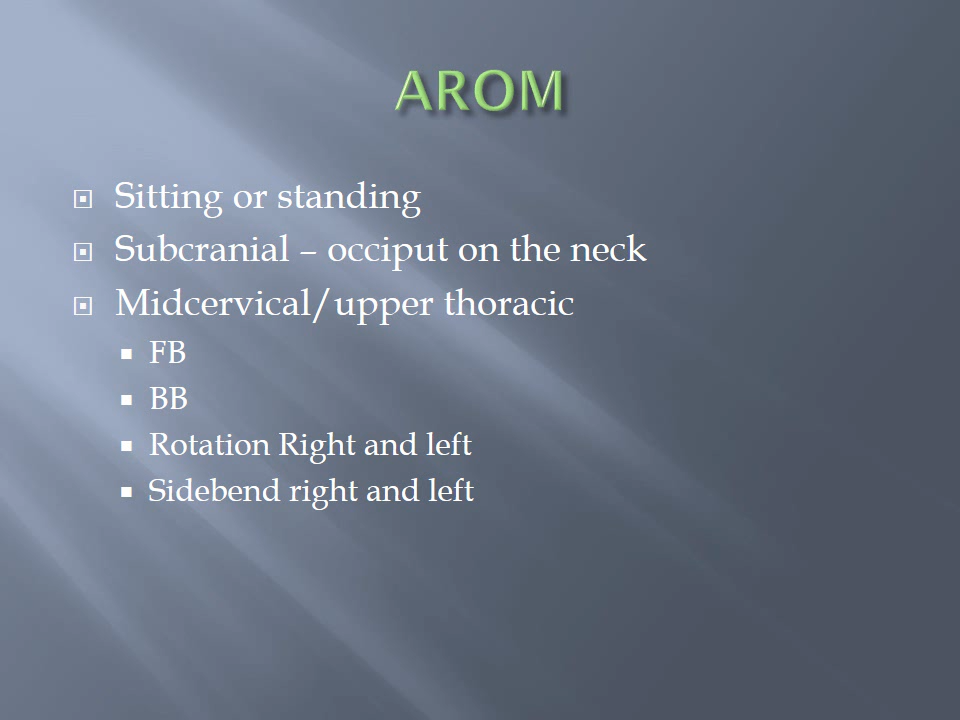 AROM
Sitting or standing
Subcranial – occiput on the neck
Midcervical/upper thoracic
FB
BB
Rotation Right and left
Sidebend right and left